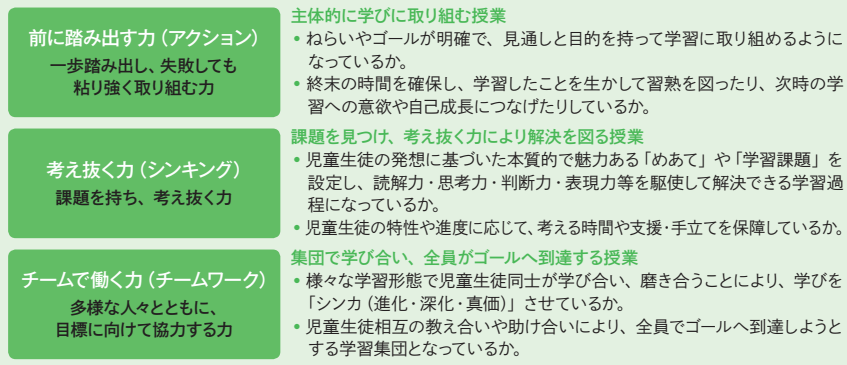 前に踏み出す力（アクション）
一歩踏み出し、失敗しても
粘り強く取り組む力
主体的に学びに取り組む授業
• ねらいやゴールが明確で、見通しと目的を持って学習に取り組めるように
なっているか。
• 終末の時間を確保し、学習したことを生かして習熟を図ったり、次時の学
習への意欲や自己成長につなげたりしているか。
考え抜く力（シンキング）
課題を持ち、考え抜く力
課題を見つけ、考え抜く力により解決を図る授業
• 児童生徒の発想に基づいた本質的で魅力ある「めあて」や「学習課題」を
設定し、読解力・思考力・判断力・表現力等を駆使して解決できる学習過
程になっているか。
• 児童生徒の特性や進度に応じて、考える時間や支援・手立てを保障しているか。
チームで働く力（チームワーク）
多様な人々とともに、
目標に向けて協力する力
集団で学び合い、全員がゴールへ到達する授業
• 様々な学習形態で児童生徒同士が学び合い、磨き合うことにより、学びを
「シンカ（進化・深化・真価）」させているか。
• 児童生徒相互の教え合いや助け合いにより、全員でゴールへ到達しようと
する学習集団となっているか。